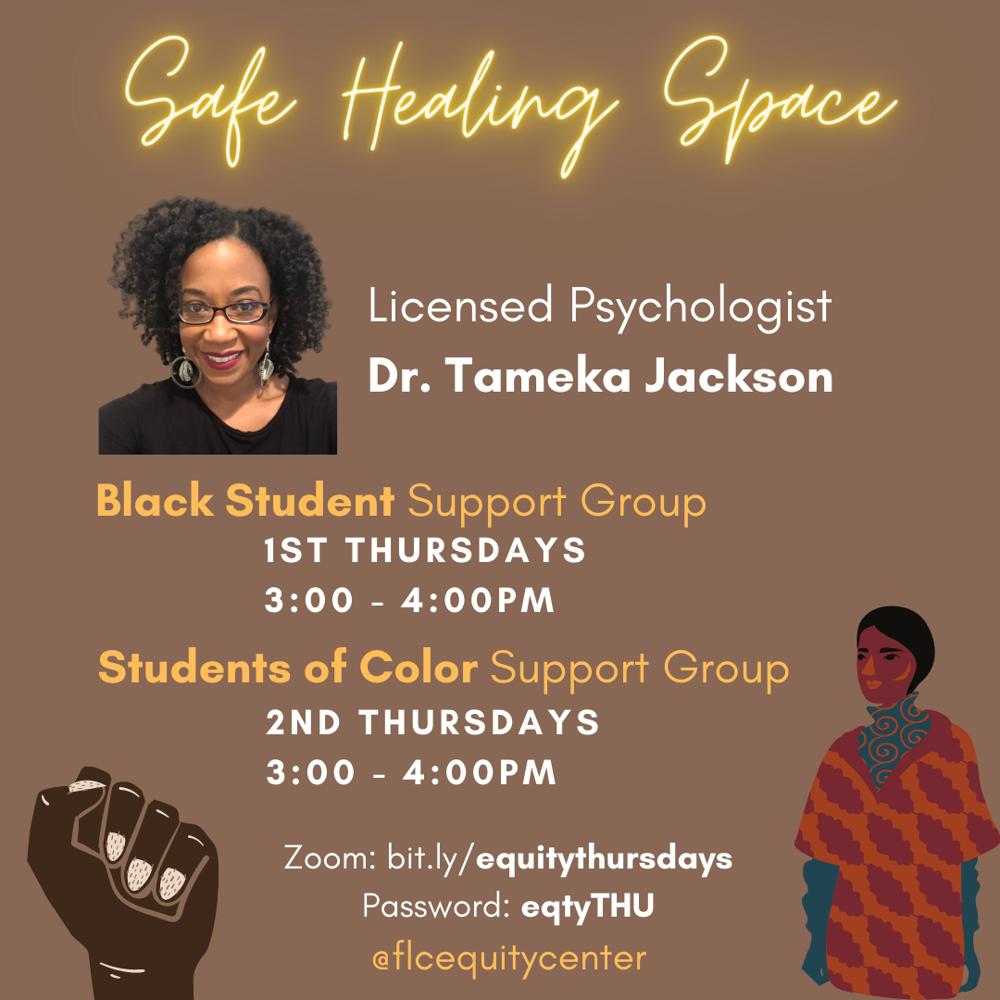 Safe Healing Space
Licensed Psychologist
Dr. Tameka Jackson
Black Student Support Group
1ST THURSDAYS
3:00 - 4:00PM
Students of Color Support Group
2ND THURSDAYS
3:00 - 4:00PM
Zoom: bit.ly/equitythursdays
Password: eqtyTHU
@flcequitycenter